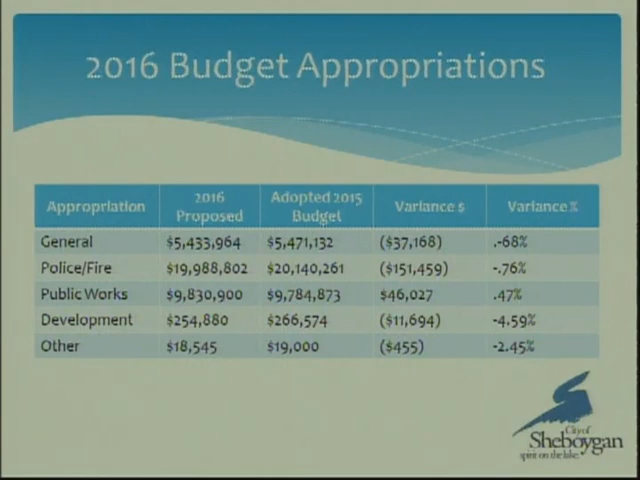 2016 Budget Appropriations
Appropriation 2016 Proposed Adopted 2015 Budget Variance $ Variance %
General $5,433,964 $5,471,132 ($37,168) .-68%
Police/Fire $19,988,802 $20,140,261 ($151,459) -.76%
Public Works $9,830,900 $9,784,873 $46,027 .47%
Development $254,880 $266,574 ($11,694) -4.59%
Other $18,545 $19,000 ($455) -2.45%
City of
Sheboygan
spirit on the lake.